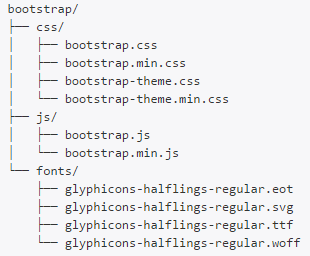 bootstrap/
├── css/
│   ├── bootstrap.css
│   ├── bootstrap.min.css
│   ├── bootstrap-theme.css
│   └── bootstrap-theme.min.css
├── js/
│   ├── bootstrap.js
│   └── bootstrap.min.js
└── fonts/
    ├── glyphicons-halflings-regular.eot
    ├── glyphicons-halflings-regular.svg
    ├── glyphicons-halflings-regular.ttf
    └── glyphicons-halflings-regular.woff